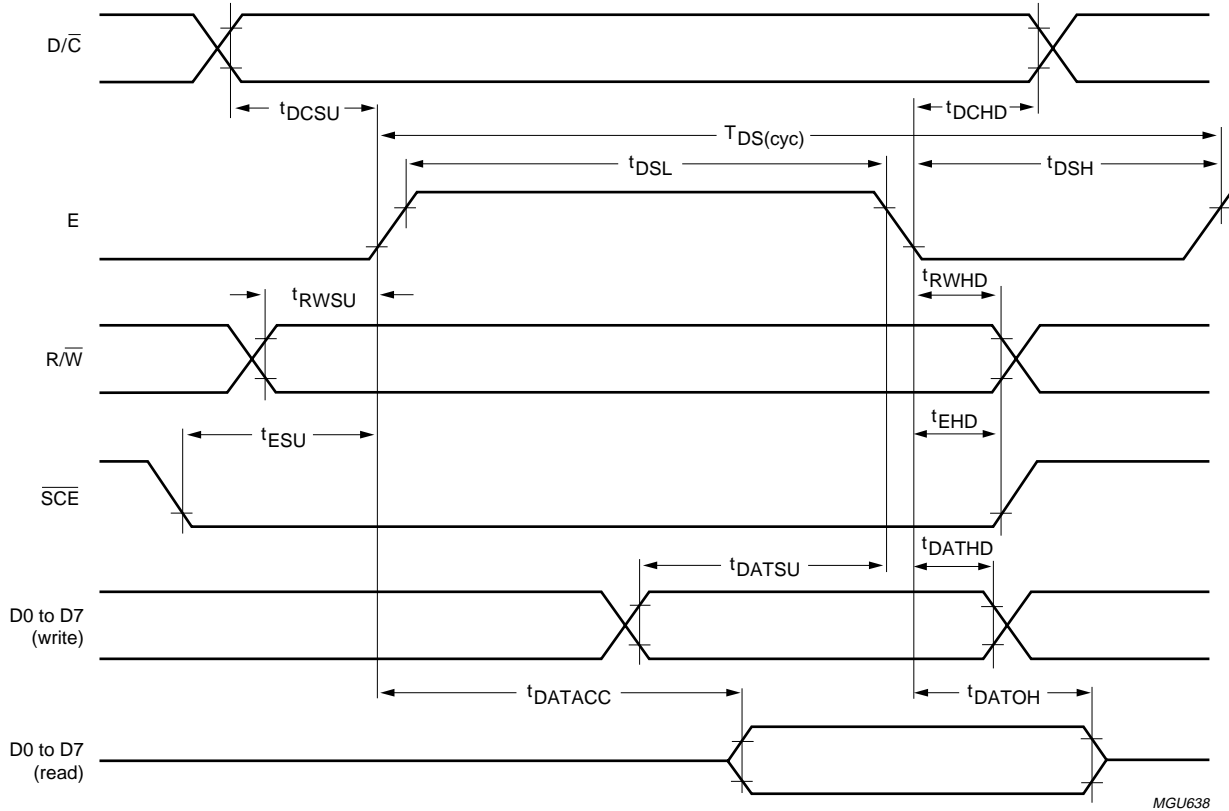 D/C̅
tDCSU
tDCHD
TDS(cyc)
tDSL
tDSH
E
tRWSU
tRWHD
R/W̅
tESU
tEHD
S̅C̅E̅
tDATHD
tDATSU
D0 to D7
(write)
tDATACC
tDATOH
D0 to D7
(read)
MGU638